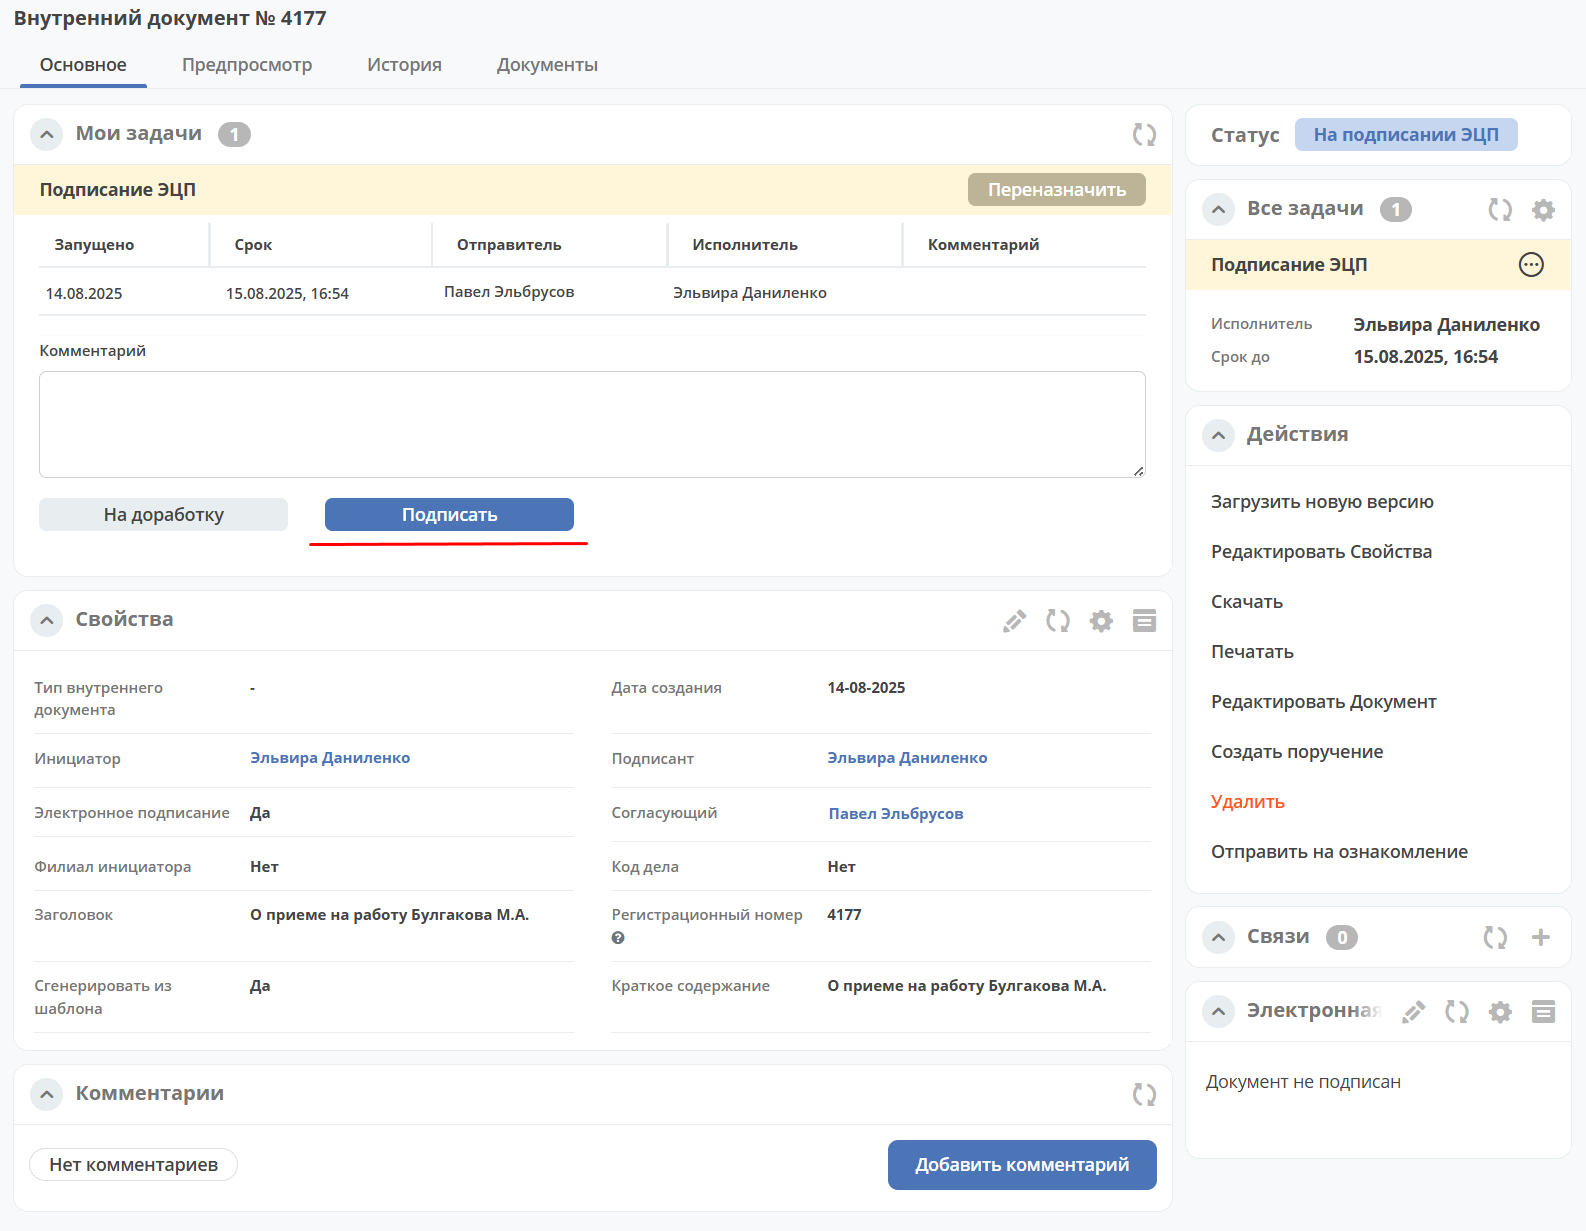 Внутренний документ № 4177
Основное Предпросмотр История Документы
Мои задачи 1
Подписание ЭЦП Переназначить
Запущено Срок Отправитель Исполнитель Комментарий
14.08.2025 15.08.2025, 16:54 Павел Эльбрусов Эльвира Даниленко
Комментарий
На доработку Подписать
Свойства
Тип внутреннего документа -
Дата создания 14-08-2025
Инициатор Эльвира Даниленко
Подписант Эльвира Даниленко
Электронное подписание Да
Согласующий Павел Эльбрусов
Филиал инициатора Нет
Код дела Нет
Заголовок О приеме на работу Булгакова М.А.
Регистрационный номер 4177
?
Сгенерировать из шаблона Да
Краткое содержание О приеме на работу Булгакова М.А.
Комментарии
Нет комментариев Добавить комментарий
Статус На подписании ЭЦП
Все задачи 1
Подписание ЭЦП
Исполнитель Эльвира Даниленко
Срок до 15.08.2025, 16:54
Действия
Загрузить новую версию
Редактировать Свойства
Скачать
Печатать
Редактировать Документ
Создать поручение
Удалить
Отправить на ознакомление
Связи 0
Электронная
Документ не подписан